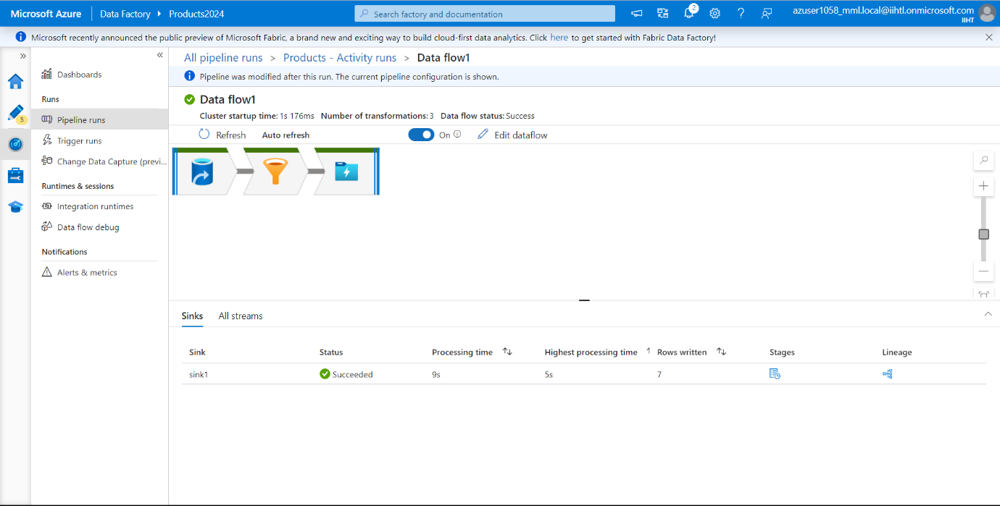 Microsoft Azure
Data Factory
Products2024
Search factory and documentation
2
azuser1058_mml.local@iihtl.onmicrosoft.com
IIHT
Microsoft recently announced the public preview of Microsoft Fabric, a brand new and exciting way to build cloud-first data analytics. Click here to get started with Fabric Data Factory!
5
Dashboards
Runs
Pipeline runs
Trigger runs
Change Data Capture (previ...
Runtimes & sessions
Integration runtimes
Data flow debug
Notifications
Alerts & metrics
All pipeline runs > Products - Activity runs > Data flow1
Pipeline was modified after this run. The current pipeline configuration is shown.
Data flow1
Cluster startup time: 1s 176ms Number of transformations: 3 Data flow status: Success
Refresh Auto refresh On Edit dataflow
Sinks All streams
Sink Status Processing time Highest processing time Rows written Stages Lineage
sink1 Succeeded 9s 5s 7